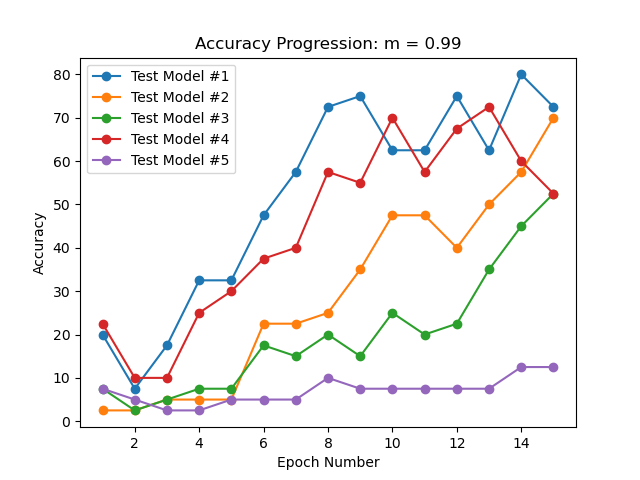 Accuracy Progression: m = 0.99
Test Model #1
Test Model #2
Test Model #3
Test Model #4
Test Model #5
80
70
60
50
40
30
20
10
0
Accuracy
2 4 6 8 10 12 14
Epoch Number